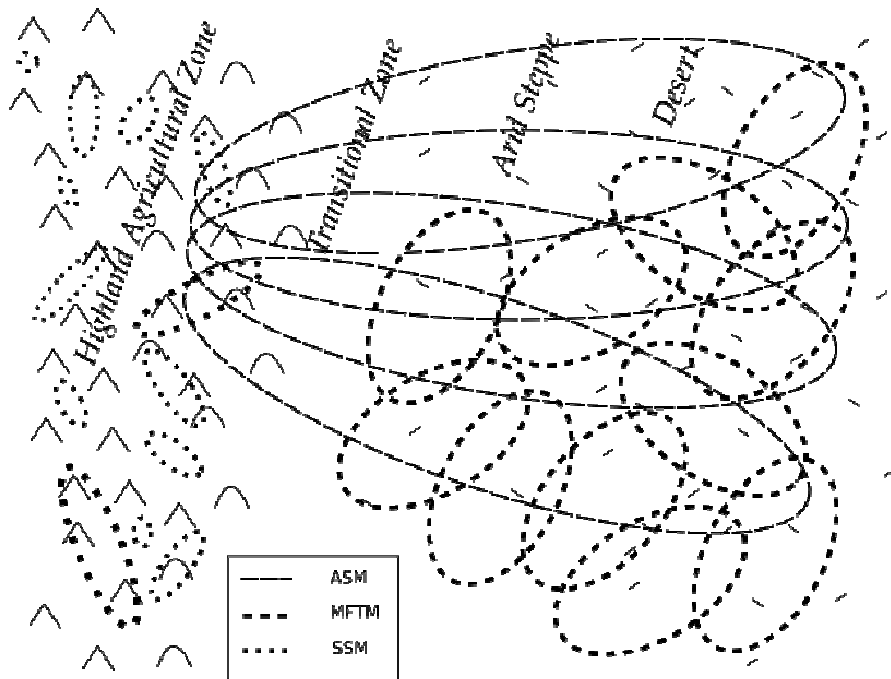 Highland Agricultural Zone
Transitional Zone
Arid Steppe
Desert
ASM
MFTM
SSM